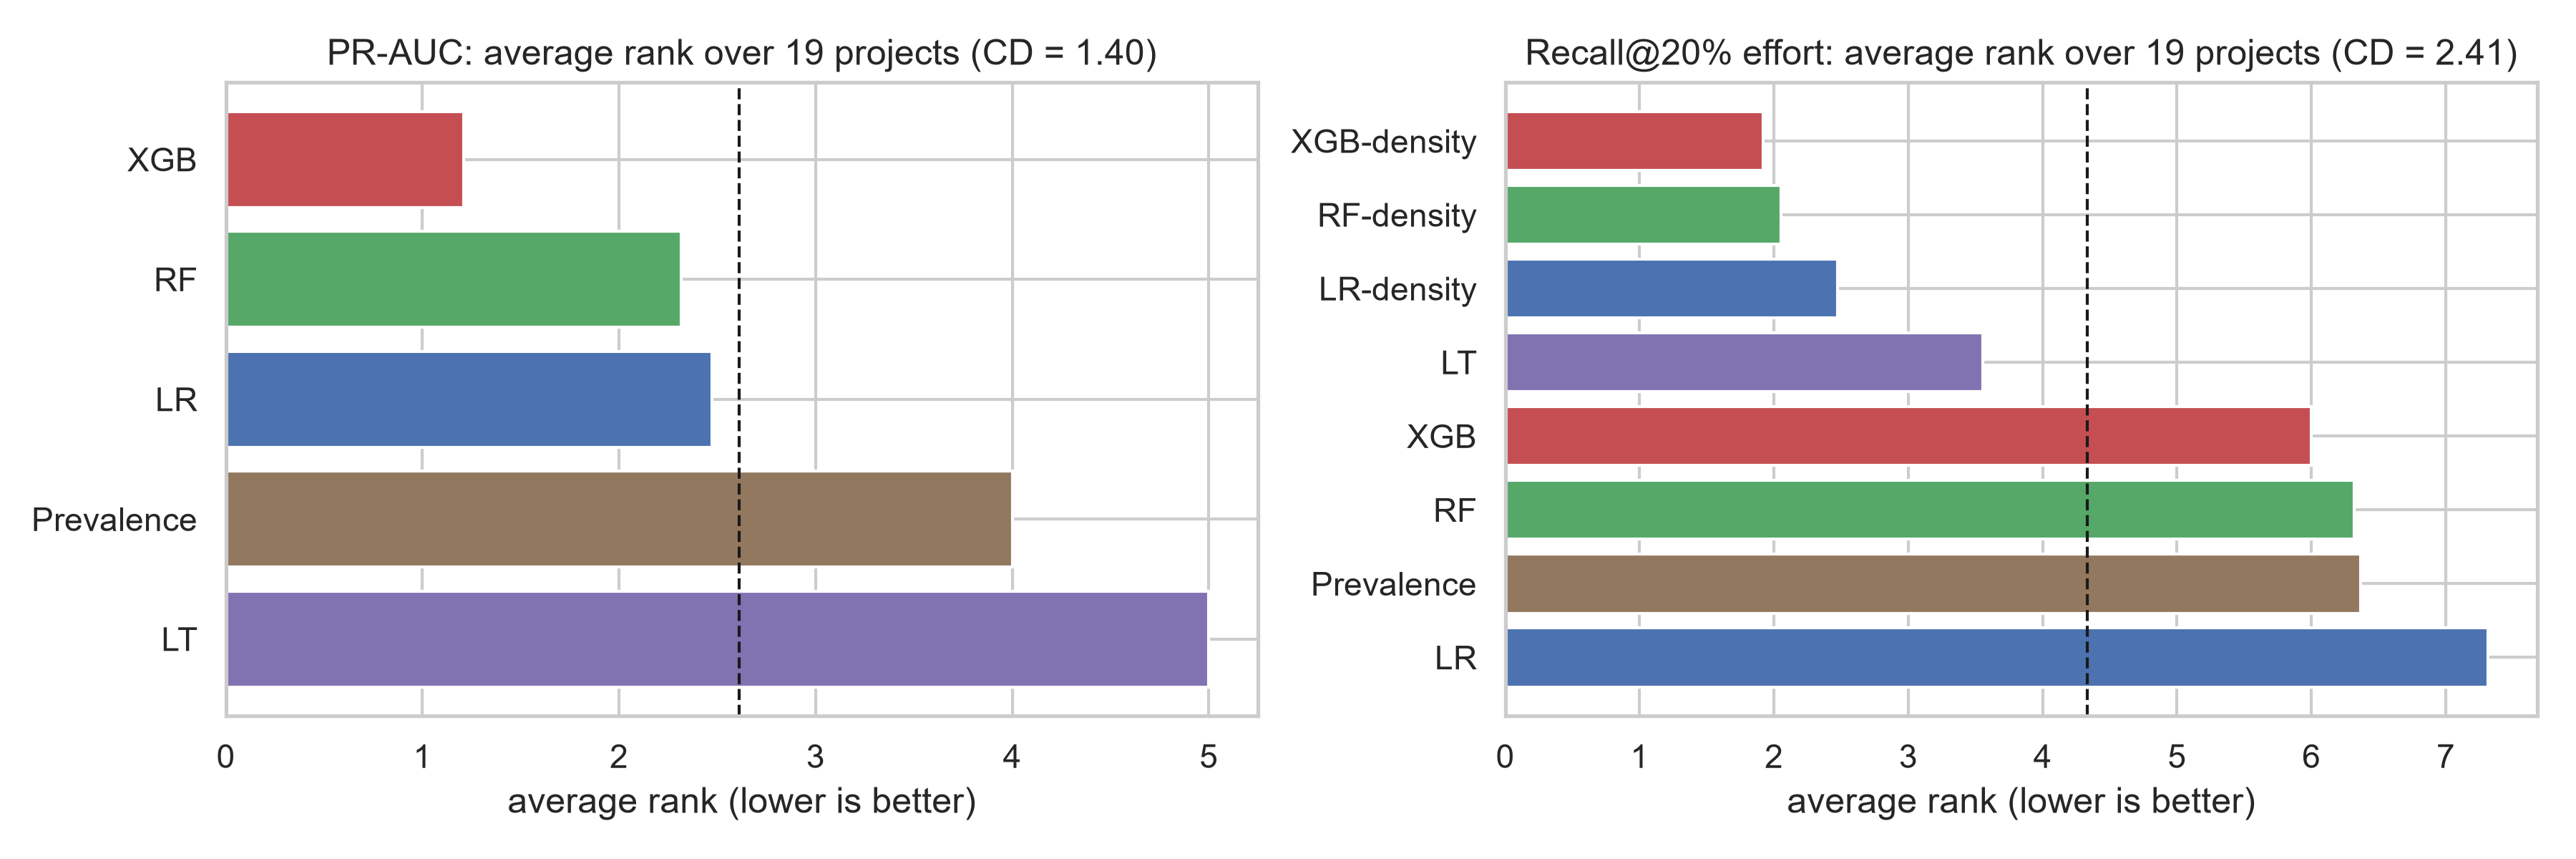 PR-AUC: average rank over 19 projects (CD = 1.40)
XGB
RF
LR
Prevalence
LT
0 1 2 3 4 5
average rank (lower is better)
Recall@20% effort: average rank over 19 projects (CD = 2.41)
XGB-density
RF-density
LR-density
LT
XGB
RF
Prevalence
LR
0 1 2 3 4 5 6 7
average rank (lower is better)